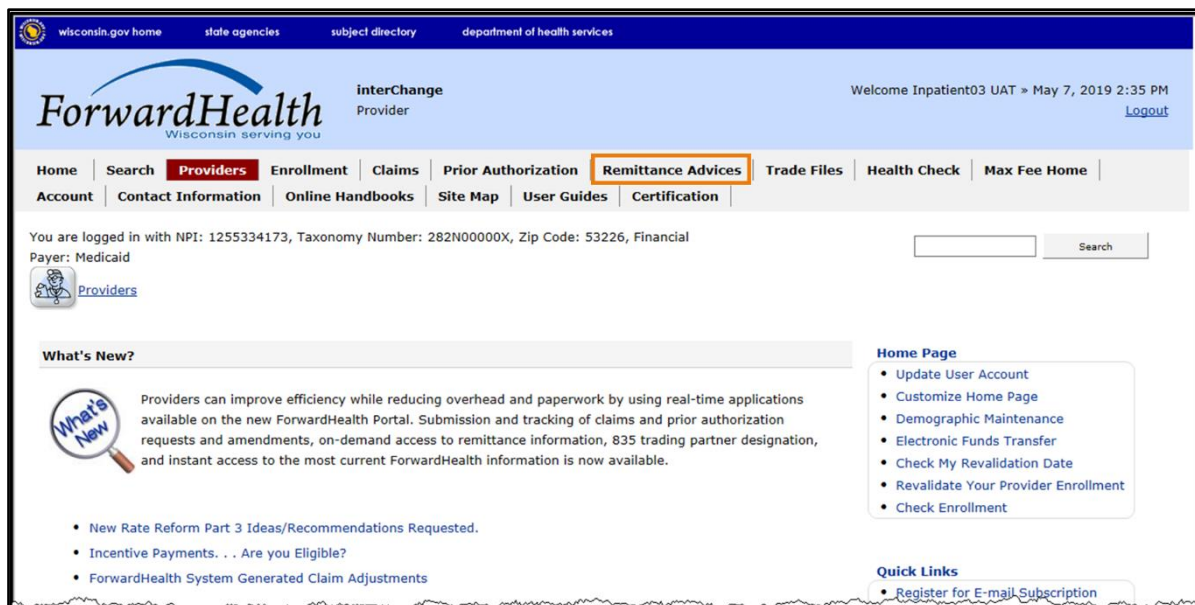 wisconsin.gov home state agencies subject directory department of health services
ForwardHealth
Wisconsin serving you
interChange
Provider
Welcome Inpatient03 UAT » May 7, 2019 2:35 PM
Logout
Home Search Providers Enrollment Claims Prior Authorization Remittance Advices Trade Files Health Check Max Fee Home
Account Contact Information Online Handbooks Site Map User Guides Certification
You are logged in with NPI: 1255334173, Taxonomy Number: 282N00000X, Zip Code: 53226, Financial
Payer: Medicaid
Search
Providers
What's New?
What's
New
Providers can improve efficiency while reducing overhead and paperwork by using real-time applications
available on the new ForwardHealth Portal. Submission and tracking of claims and prior authorization
requests and amendments, on-demand access to remittance information, 835 trading partner designation,
and instant access to the most current ForwardHealth information is now available.
• New Rate Reform Part 3 Ideas/Recommendations Requested.
• Incentive Payments. . . Are you Eligible?
• ForwardHealth System Generated Claim Adjustments
Home Page
• Update User Account
• Customize Home Page
• Demographic Maintenance
• Electronic Funds Transfer
• Check My Revalidation Date
• Revalidate Your Provider Enrollment
• Check Enrollment
Quick Links
• Register for E-mail Subscription